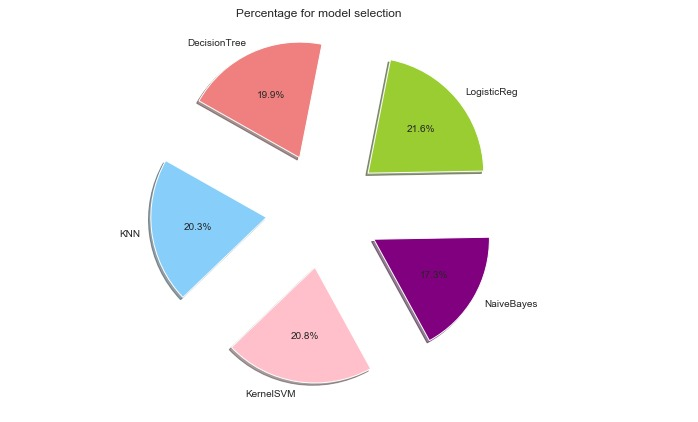 Percentage for model selection
DecisionTree
19.9%
LogisticReg
21.6%
KNN
20.3%
NaiveBayes
17.3%
KernelSVM
20.8%